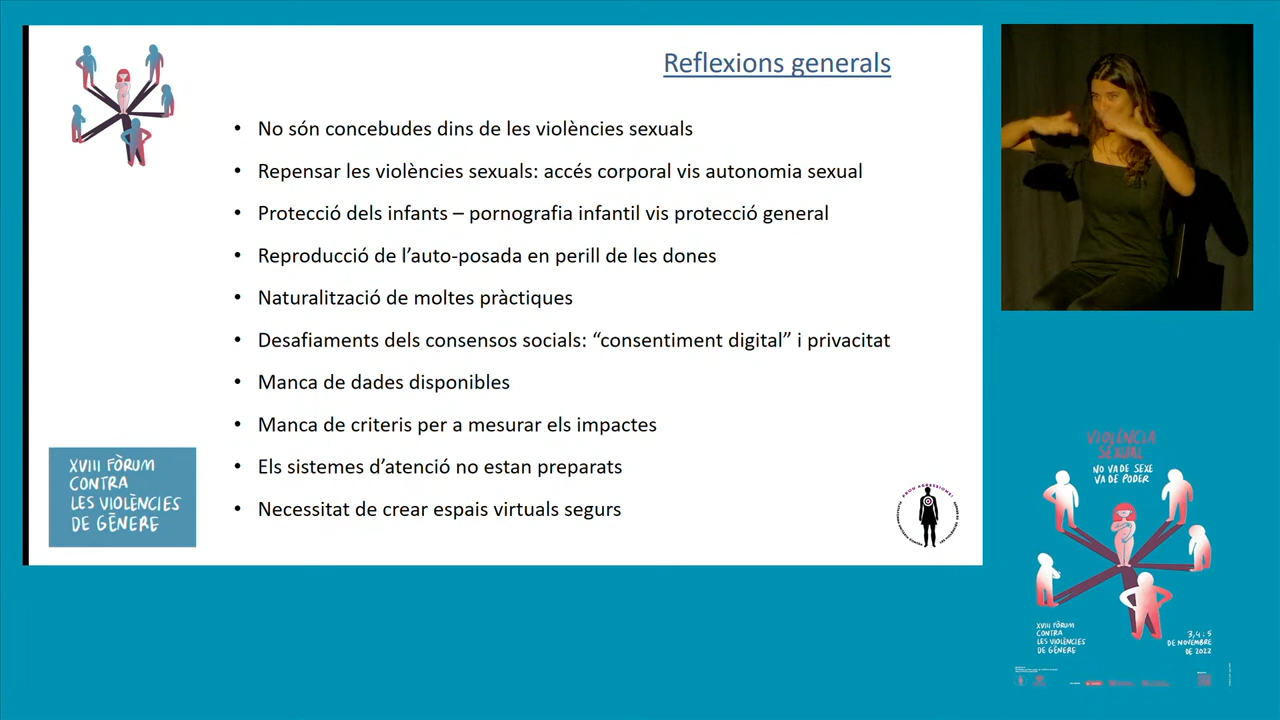 Reflexions generals
• No són concebudes dins de les violències sexuals
• Repensar les violències sexuals: accés corporal vis autonomia sexual
• Protecció dels infants – pornografia infantil vis protecció general
• Reproducció de l’auto-posada en perill de les dones
• Naturalització de moltes pràctiques
• Desafiaments dels consensos socials: “consentiment digital” i privacitat
• Manca de dades disponibles
• Manca de criteris per a mesurar els impactes
• Els sistemes d’atenció no estan preparats
• Necessitat de crear espais virtuals segurs
XVIII FÒRUM
CONTRA
LES VIOLÈNCIES
DE GÈNERE
PROU AGRESSIONS!
VIOLÈNCIA
SEXUAL
NO VA DE SEXE
VA DE PODER
XVIII FÒRUM
CONTRA
LES VIOLÈNCIES
DE GÈNERE
3, 4 i 5
DE NOVEMBRE
DE 2022